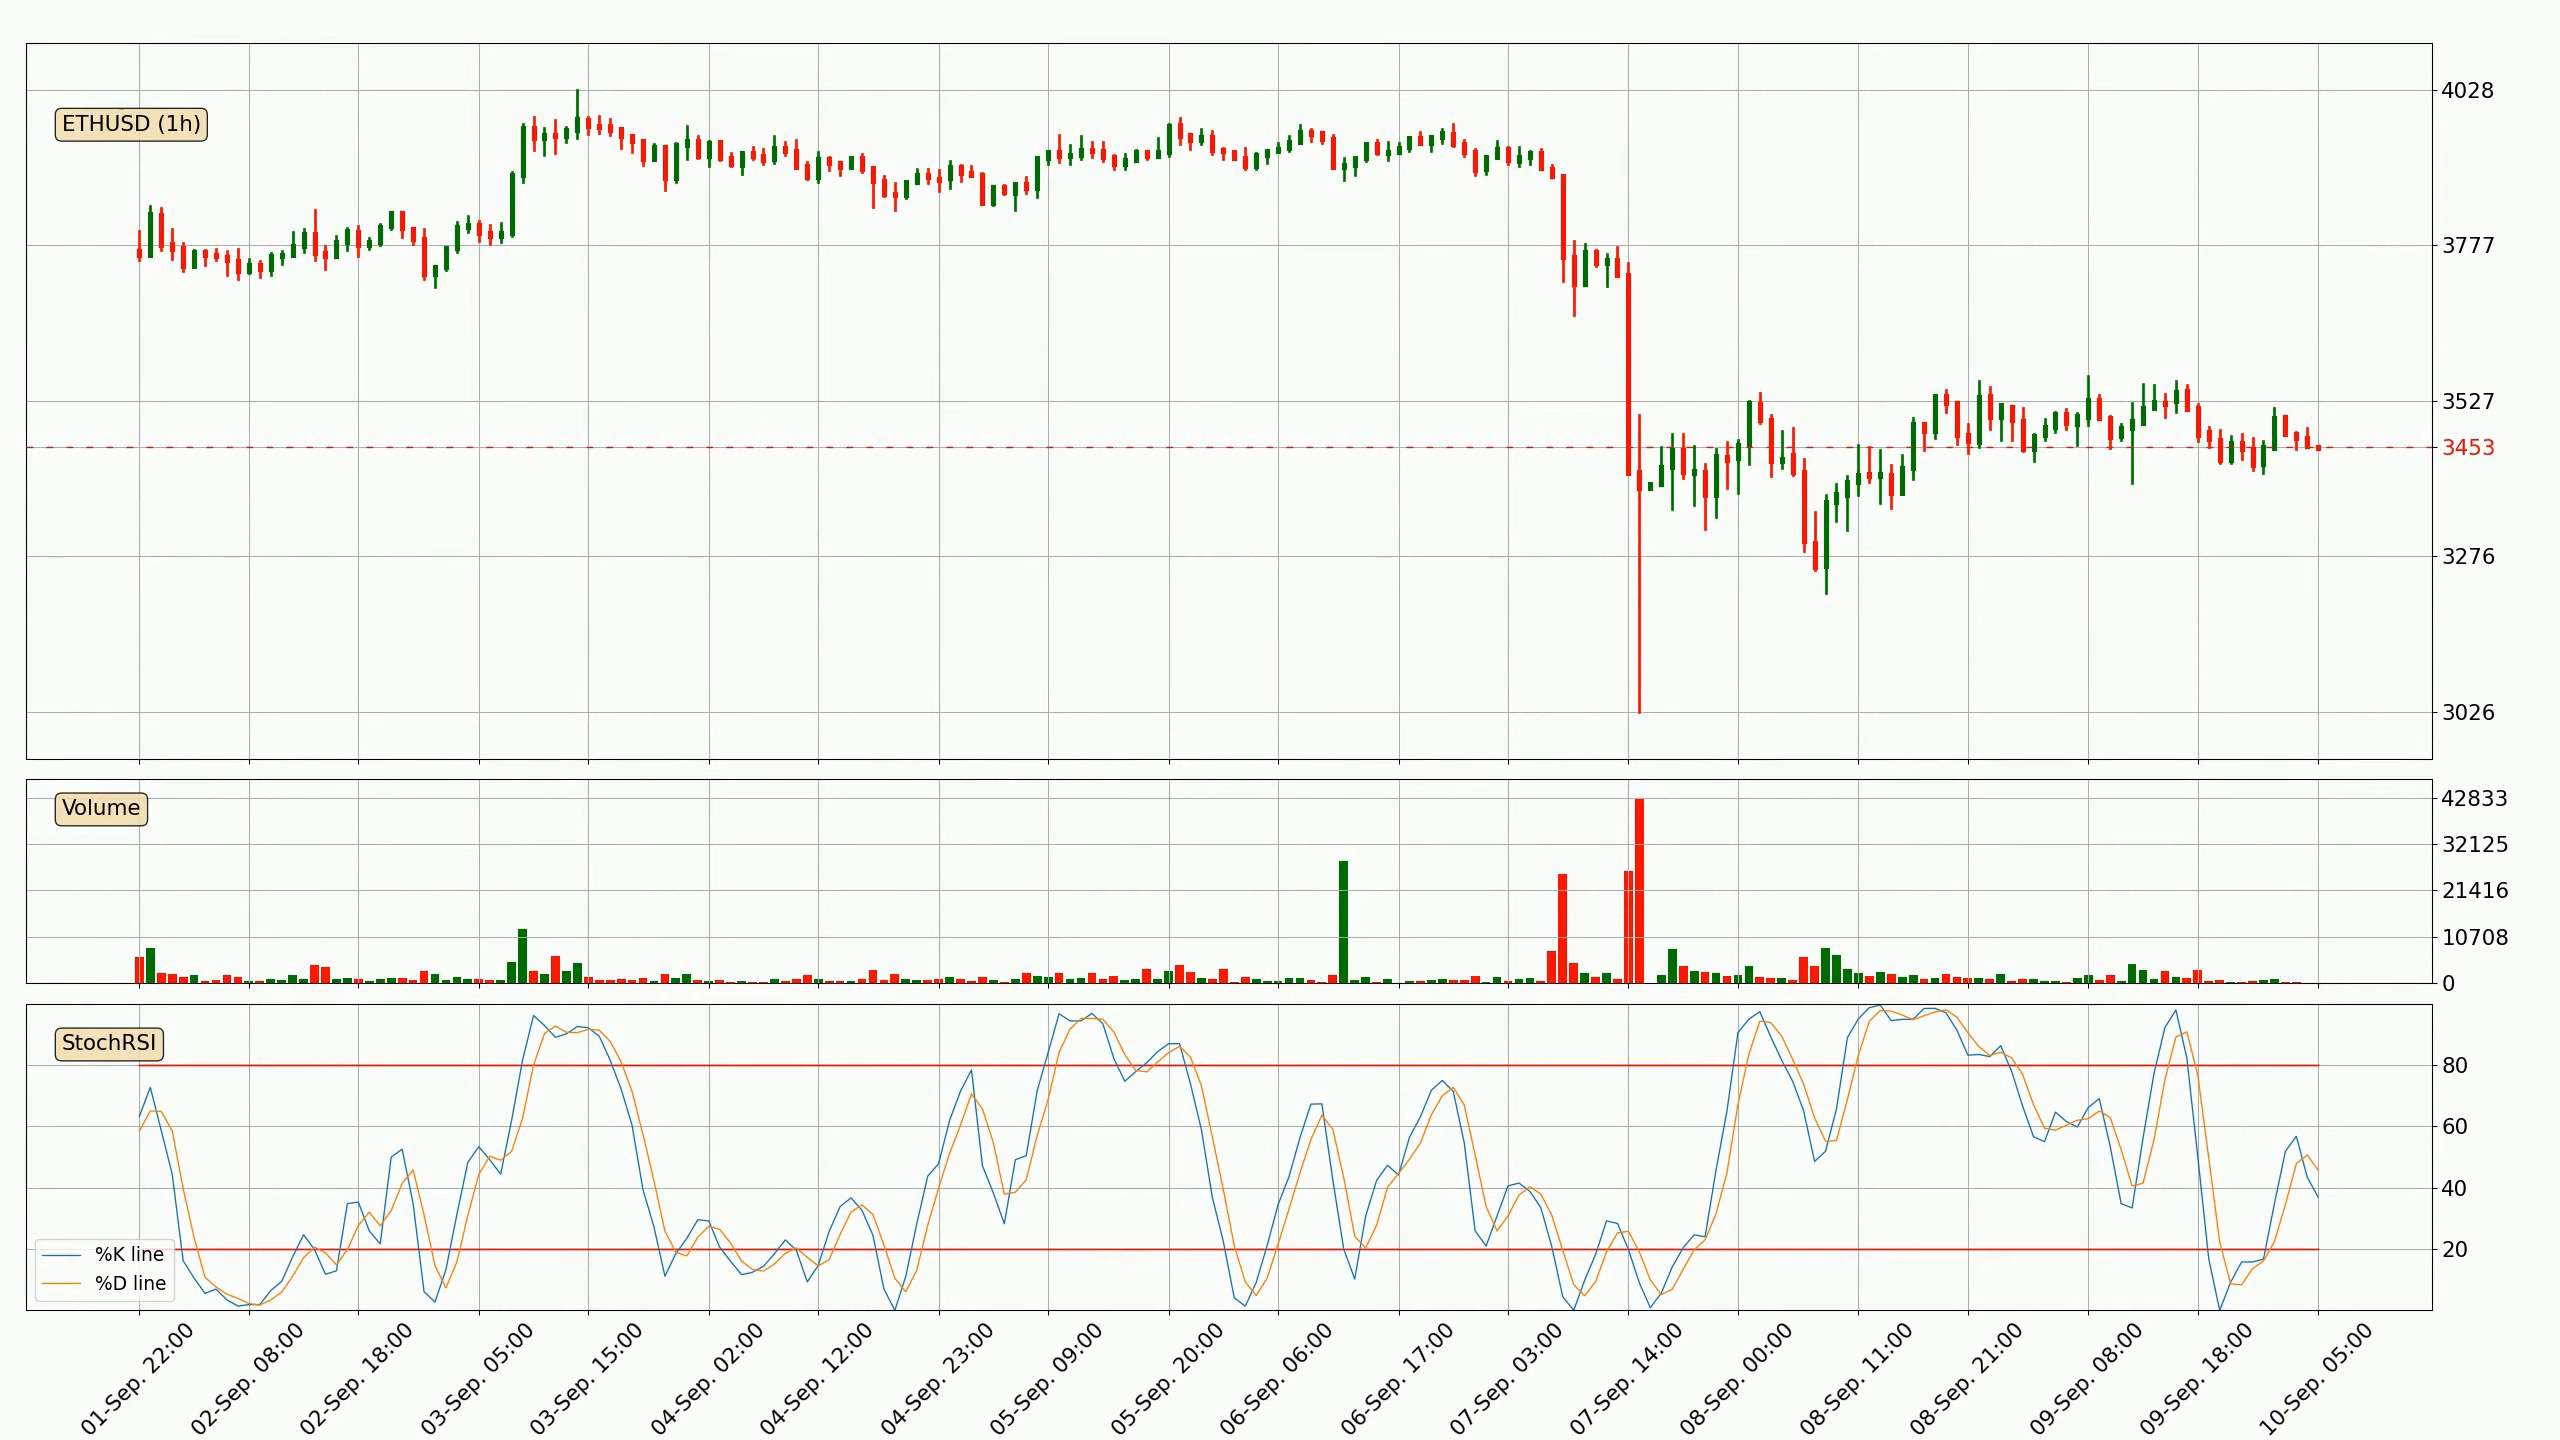 ETHUSD (1h)
4028
3777
3527
3453
3276
3026
Volume
42833
32125
21416
10708
0
StochRSI
80
60
40
20
%K line
%D line
01-Sep. 22:00
02-Sep. 08:00
02-Sep. 18:00
03-Sep. 05:00
03-Sep. 15:00
04-Sep. 02:00
04-Sep. 12:00
04-Sep. 23:00
05-Sep. 09:00
05-Sep. 20:00
06-Sep. 06:00
06-Sep. 17:00
07-Sep. 03:00
07-Sep. 14:00
08-Sep. 00:00
08-Sep. 11:00
08-Sep. 21:00
09-Sep. 08:00
09-Sep. 18:00
10-Sep. 05:00